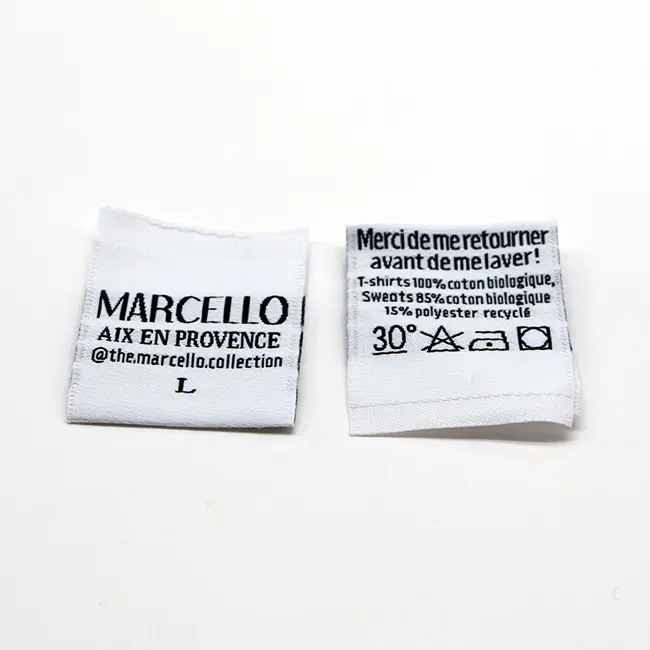 MARCELLO
AIX EN PROVENCE
@the.marcello.collection
L
Merci de me retourner
avant de me laver!
T-shirts 100% coton biologique,
Sweats 85% coton biologique
15% polyester recyclé
30°